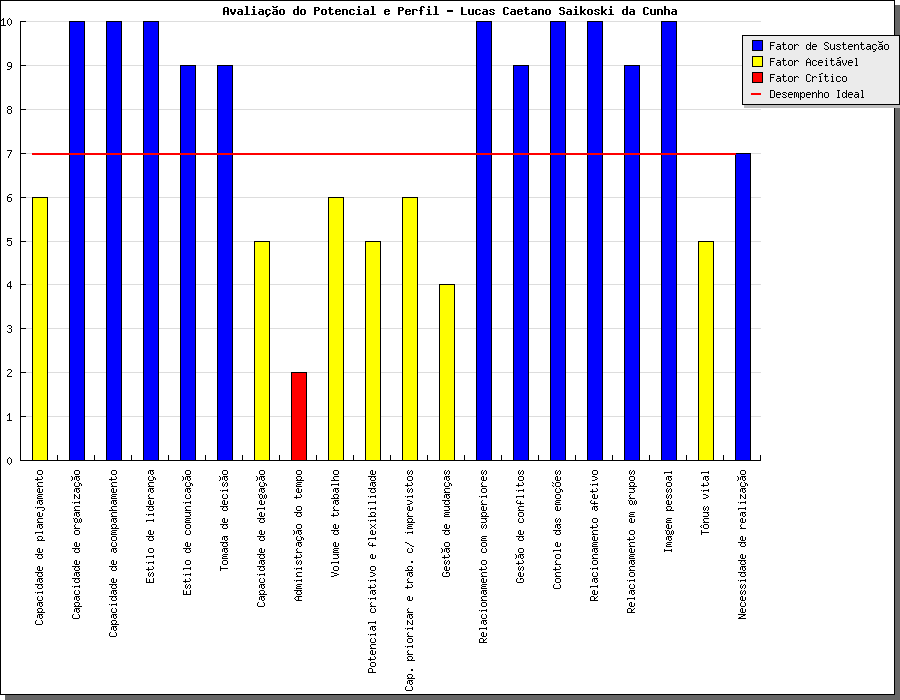 Avaliação do Potencial e Perfil - Lucas Caetano Saikoski da Cunha
Fator de Sustentação
Fator Aceitável
Fator Crítico
Desempenho Ideal
10
9
8
7
6
5
4
3
2
1
0
Capacidade de planejamento
Capacidade de organização
Capacidade de acompanhamento
Estilo de liderança
Estilo de comunicação
Tomada de decisão
Capacidade de delegação
Administração do tempo
Volume de trabalho
Potencial criativo e flexibilidade
Cap. priorizar e trab. c/ imprevistos
Gestão de mudanças
Relacionamento com superiores
Gestão de conflitos
Controle das emoções
Relacionamento afetivo
Relacionamento em grupos
Imagem pessoal
Tônus vital
Necessidade de realização